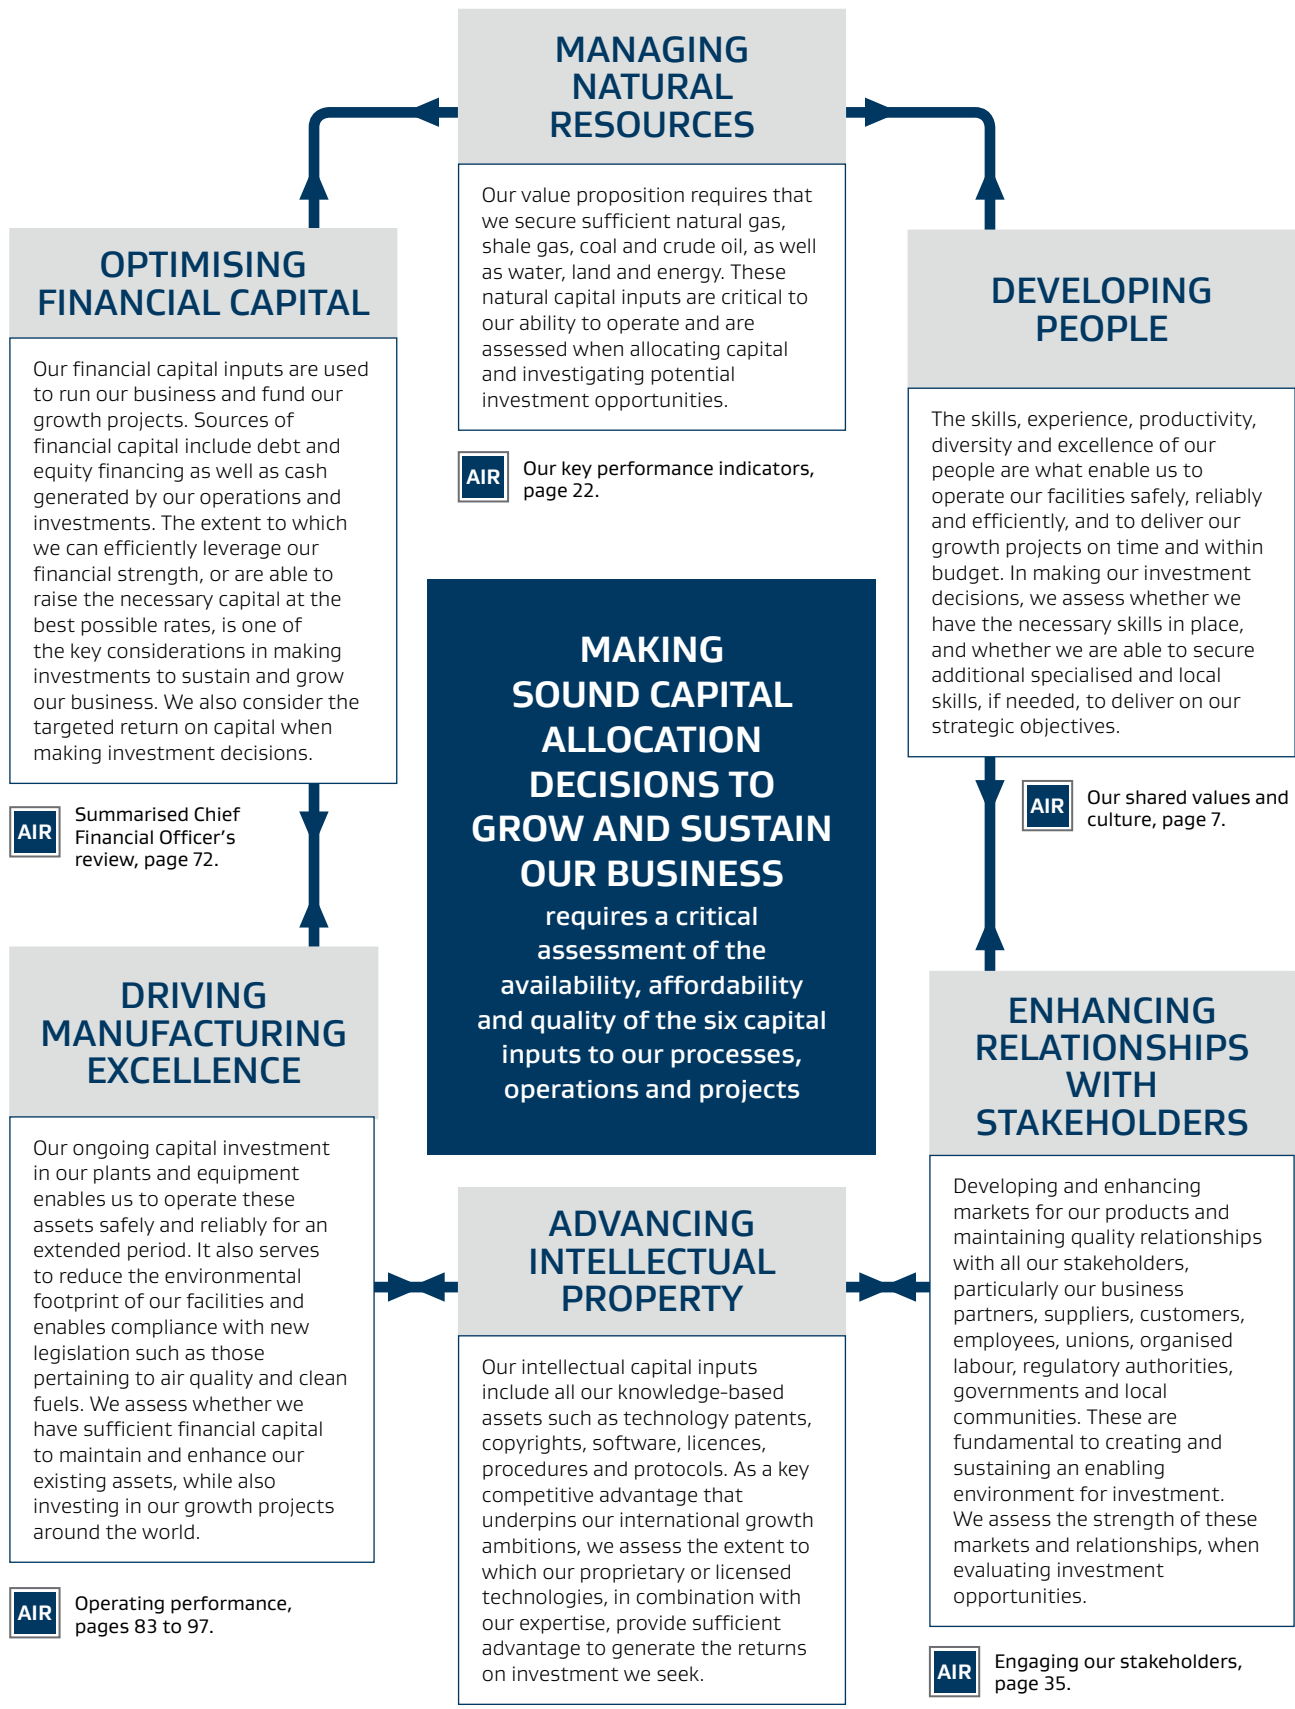 MANAGING
NATURAL
RESOURCES
Our value proposition requires that
we secure sufficient natural gas,
shale gas, coal and crude oil, as well
as water, land and energy. These
natural capital inputs are critical to
our ability to operate and are
assessed when allocating capital
and investigating potential
investment opportunities.
AIR
Our key performance indicators,
page 22.
OPTIMISING
FINANCIAL CAPITAL
Our financial capital inputs are used
to run our business and fund our
growth projects. Sources of
financial capital include debt and
equity financing as well as cash
generated by our operations and
investments. The extent to which
we can efficiently leverage our
financial strength, or are able to
raise the necessary capital at the
best possible rates, is one of
the key considerations in making
investments to sustain and grow
our business. We also consider the
targeted return on capital when
making investment decisions.
AIR
Summarised Chief
Financial Officer's
review, page 72.
DEVELOPING
PEOPLE
The skills, experience, productivity,
diversity and excellence of our
people are what enable us to
operate our facilities safely, reliably
and efficiently, and to deliver our
growth projects on time and within
budget. In making our investment
decisions, we assess whether we
have the necessary skills in place,
and whether we are able to secure
additional specialised and local
skills, if needed, to deliver on our
strategic objectives.
AIR
Our shared values and
culture, page 7.
MAKING
SOUND CAPITAL
ALLOCATION
DECISIONS TO
GROW AND SUSTAIN
OUR BUSINESS
requires a critical
assessment of the
availability, affordability
and quality of the six capital
inputs to our processes,
operations and projects
DRIVING
MANUFACTURING
EXCELLENCE
Our ongoing capital investment
in our plants and equipment
enables us to operate these
assets safely and reliably for an
extended period. It also serves
to reduce the environmental
footprint of our facilities and
enables compliance with new
legislation such as those
pertaining to air quality and clean
fuels. We assess whether we
have sufficient financial capital
to maintain and enhance our
existing assets, while also
investing in our growth projects
around the world.
AIR
Operating performance,
pages 83 to 97.
ADVANCING
INTELLECTUAL
PROPERTY
Our intellectual capital inputs
include all our knowledge-based
assets such as technology patents,
copyrights, software, licences,
procedures and protocols. As a key
competitive advantage that
underpins our international growth
ambitions, we assess the extent to
which our proprietary or licensed
technologies, in combination with
our expertise, provide sufficient
advantage to generate the returns
on investment we seek.
ENHANCING
RELATIONSHIPS
WITH
STAKEHOLDERS
Developing and enhancing
markets for our products and
maintaining quality relationships
with all our stakeholders,
particularly our business
partners, suppliers, customers,
employees, unions, organised
labour, regulatory authorities,
governments and local
communities. These are
fundamental to creating and
sustaining an enabling
environment for investment.
We assess the strength of these
markets and relationships, when
evaluating investment
opportunities.
AIR
Engaging our stakeholders,
page 35.